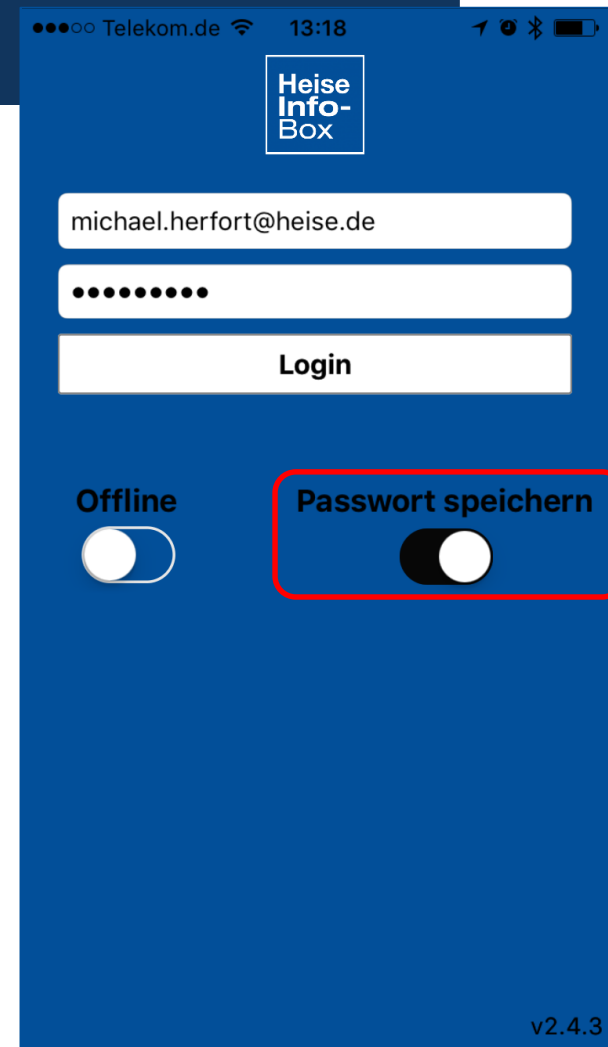 ●●●○○ Telekom.de 13:18
Heise
Info-
Box
michael.herfort@heise.de
●●●●●●●●●
Login
Offline Passwort speichern
v2.4.3